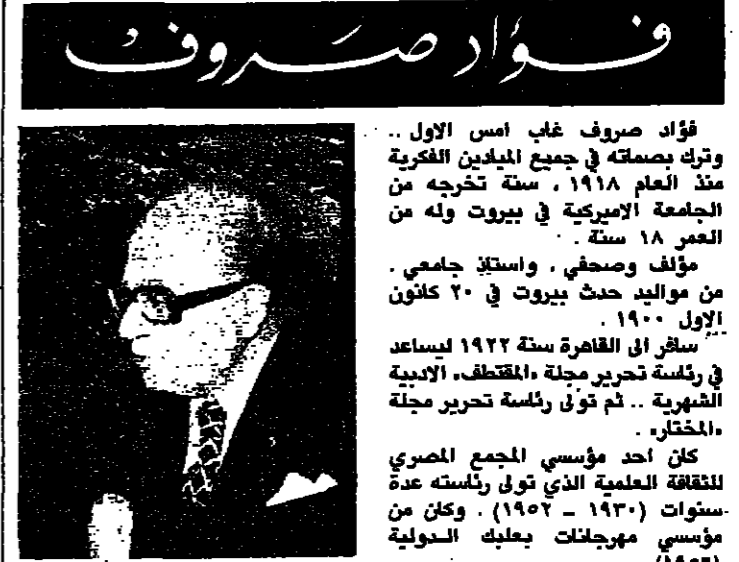 فؤاد صروف
فؤاد صروف غاب امس الاول ..
وترك بصماته في جميع الميادين الفكرية
منذ العام ١٩١٨ ، سنة تخرجه من
الجامعة الاميركية في بيروت وله من
العمر ١٨ سنة .
مؤلف وصحفي ، واستاذ جامعي .
من مواليد حدث بيروت في ٢٠ كانون
الاول ١٩٠٠ .
سافر الى القاهرة سنة ١٩٢٢ ليساعد
في رئاسة تحرير مجلة «المقتطف» الادبية
الشهرية .. ثم تولى رئاسة تحرير مجلة
«المختار» .
كان احد مؤسسي المجمع المصري
للثقافة العلمية الذي تولى رئاسته عدة
سنوات (١٩٣٠ - ١٩٥٢) . وكان من
مؤسسي مهرجانات بعلبك الدولية